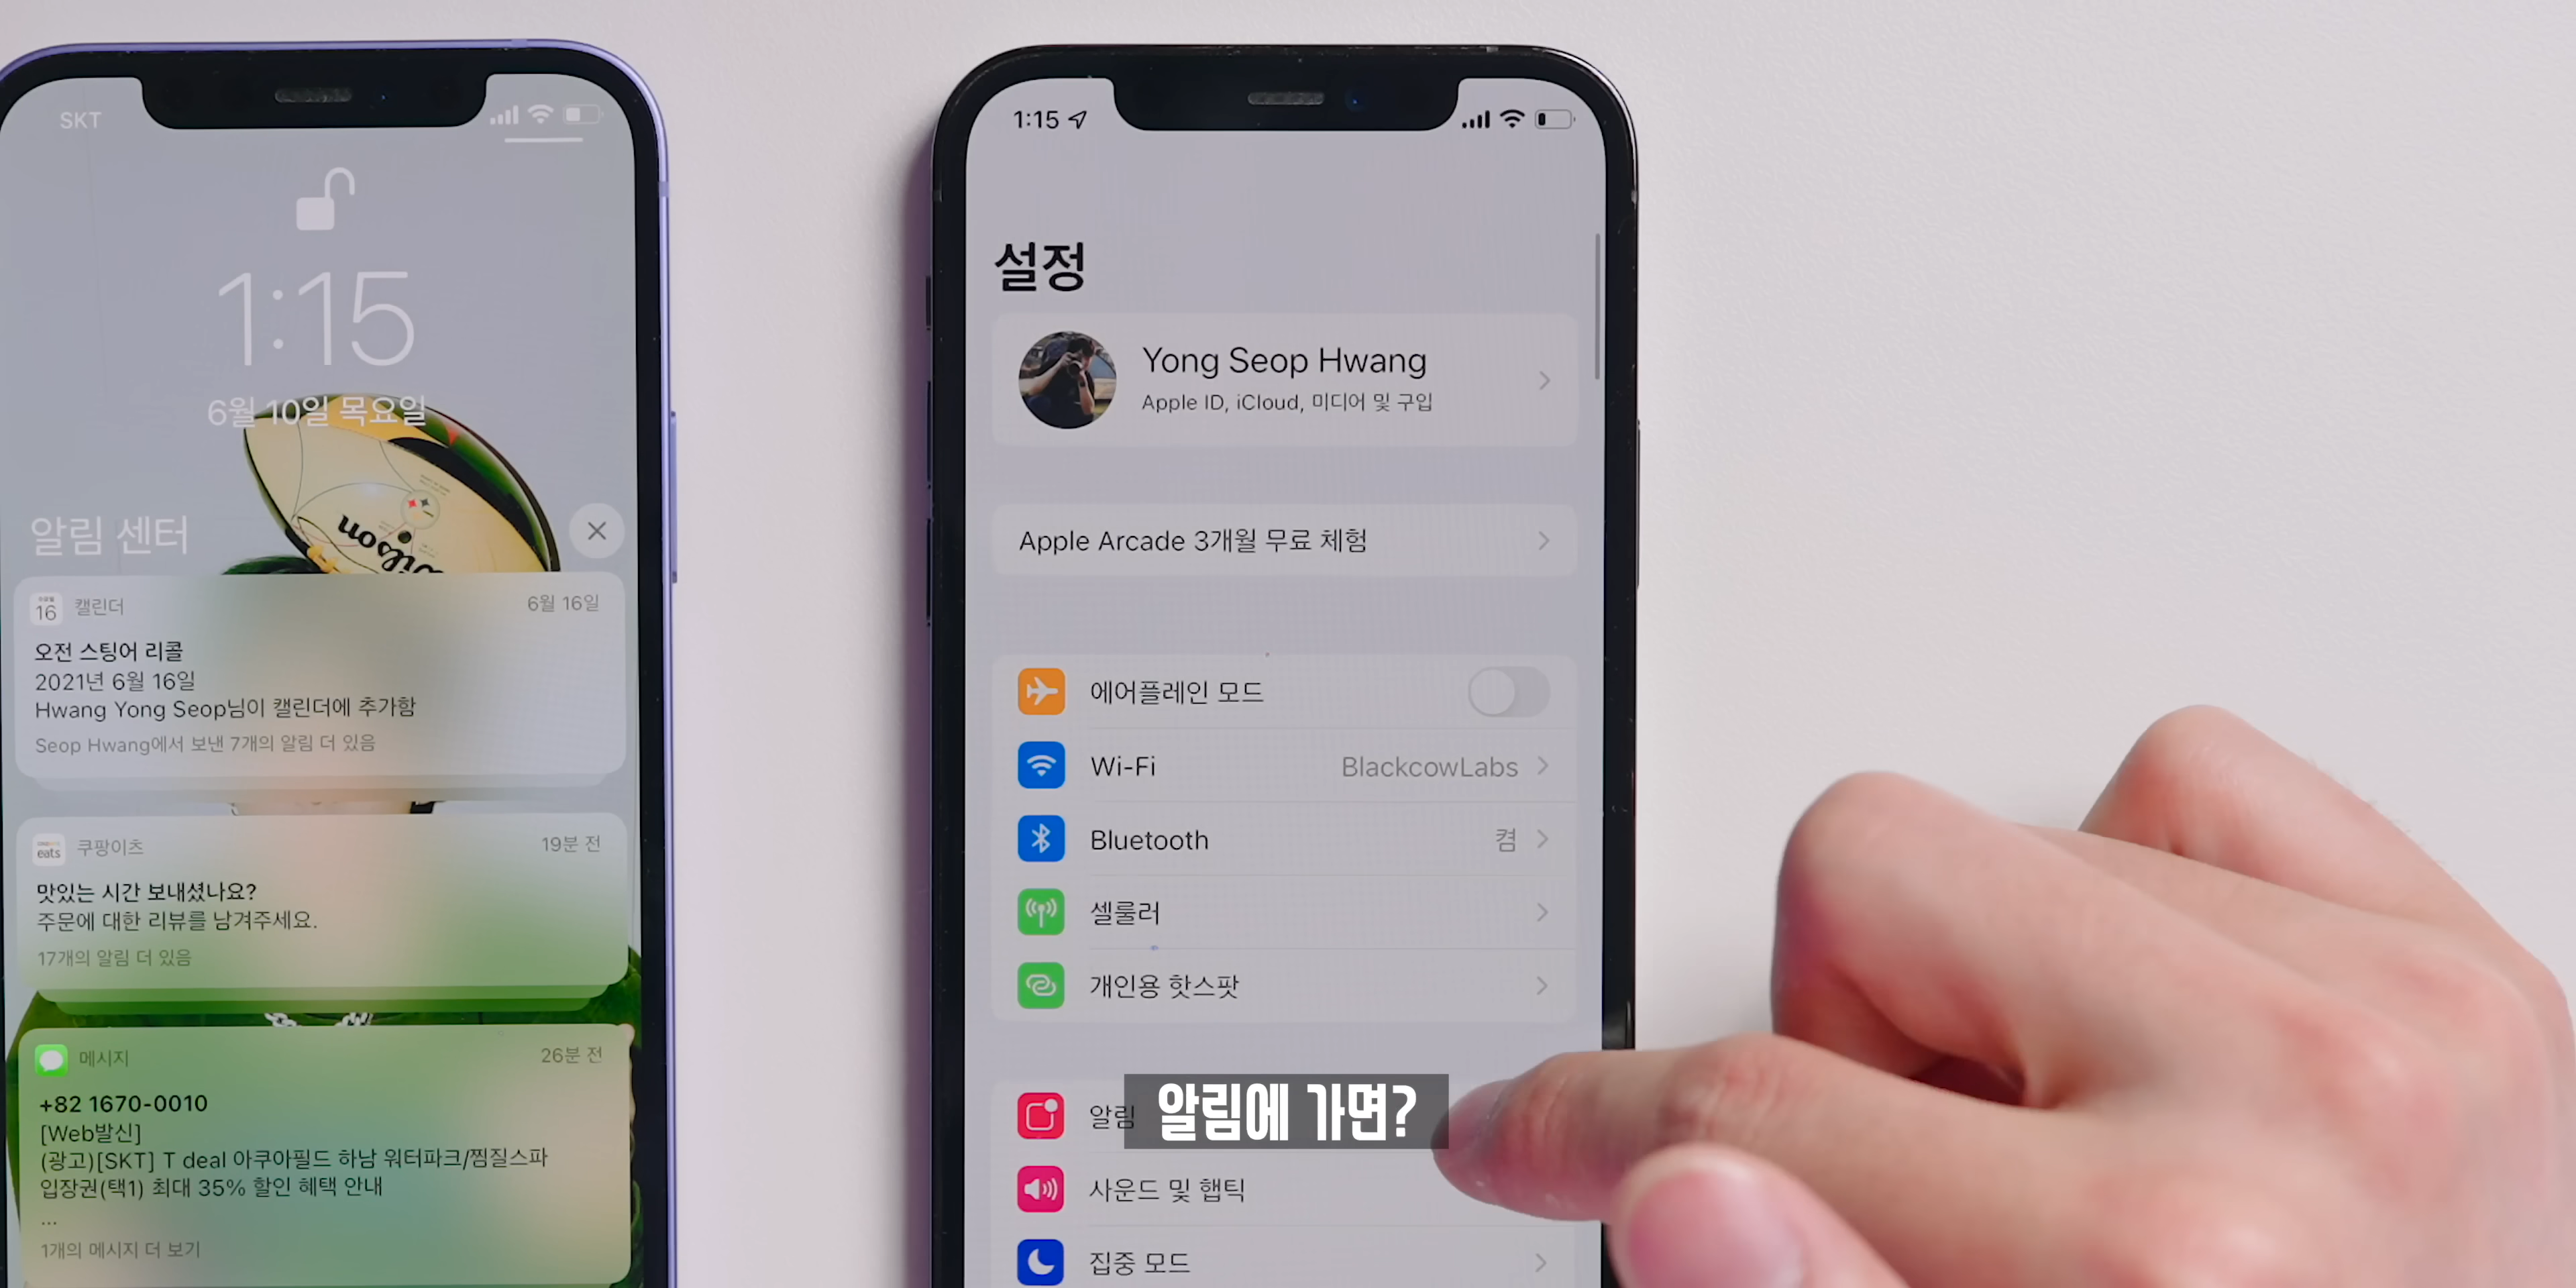 SKT
1:15
6월 10일 목요일
알림 센터
wilson
16 캘린더 6월 16일
오전 스팅어 리콜
2021년 6월 16일
Hwang Yong Seop님이 캘린더에 추가함
Seop Hwang에서 보낸 7개의 알림 더 있음
eats 쿠팡이츠 19분 전
맛있는 시간 보내셨나요?
주문에 대한 리뷰를 남겨주세요.
17개의 알림 더 있음
메시지 26분 전
+82 1670-0010
[Web발신]
(광고)[SKT] T deal 아쿠아필드 하남 워터파크/찜질스파
입장권(택1) 최대 35% 할인 혜택 안내
...
1개의 메시지 더 보기
1:15
설정
Yong Seop Hwang
Apple ID, iCloud, 미디어 및 구입
Apple Arcade 3개월 무료 체험
에어플레인 모드
Wi-Fi BlackcowLabs
Bluetooth 켬
셀룰러
개인용 핫스팟
알림
알림에 가면?
사운드 및 햅틱
집중 모드